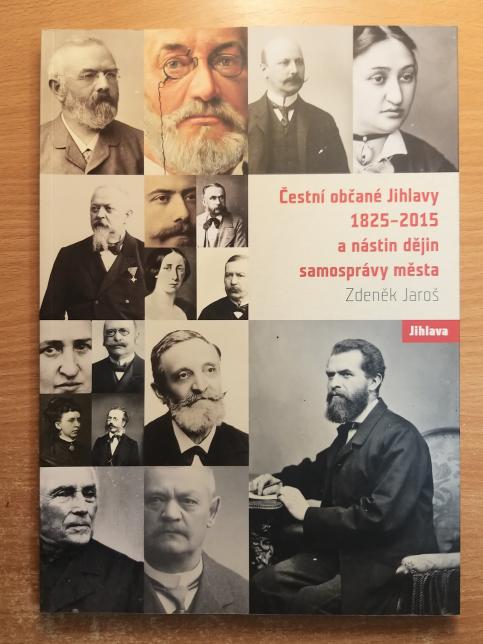 Čestní občané Jihlavy
1825–2015
a nástin dějin
samosprávy města
Zdeněk Jaroš
Jihlava